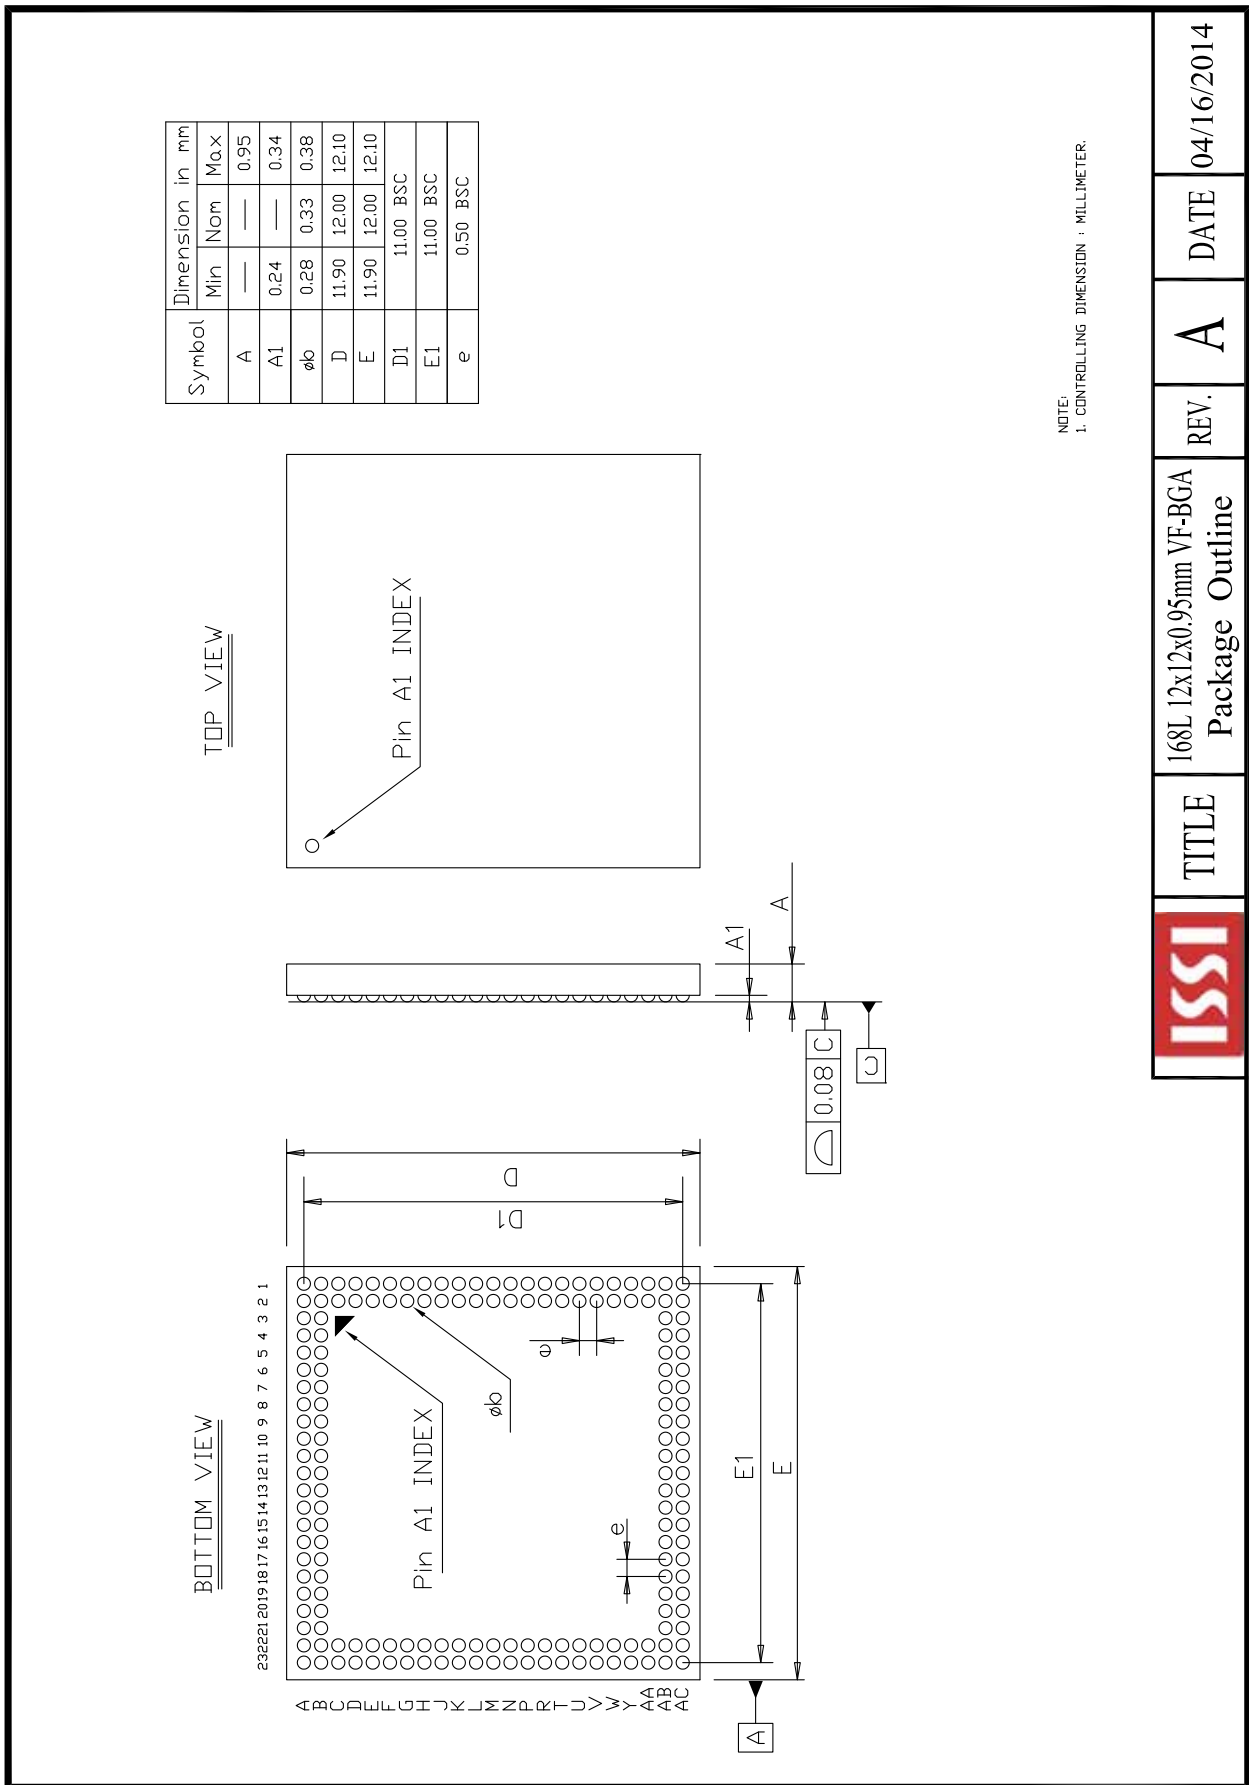 BOTTOM VIEW
23 22 21 20 19 18 17 16 15 14 13 12 11 10 9 8 7 6 5 4 3 2 1
A
B
C
D
E
F
G
H
J
K
L
M
N
P
R
T
U
V
W
Y
AA
AB
AC
Pin A1 INDEX
øb
e
e
E1
E
A
D1
D
0.08 C
C
A1
A
TOP VIEW
Pin A1 INDEX
Symbol Dimension in mm
Min Nom Max
A — — 0.95
A1 0.24 — 0.34
øb 0.28 0.33 0.38
D 11.90 12.00 12.10
E 11.90 12.00 12.10
D1 11.00 BSC
E1 11.00 BSC
e 0.50 BSC
NOTE:
1. CONTROLLING DIMENSION : MILLIMETER.
ISSI
TITLE
168L 12x12x0.95mm VF-BGA
Package Outline
REV. A
DATE 04/16/2014